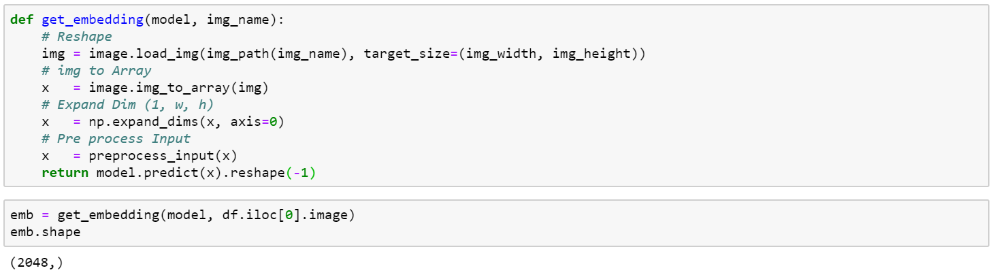 def get_embedding(model, img_name):
    # Reshape
    img = image.load_img(img_path(img_name), target_size=(img_width, img_height))
    # img to Array
    x   = image.img_to_array(img)
    # Expand Dim (1, w, h)
    x   = np.expand_dims(x, axis=0)
    # Pre process Input
    x   = preprocess_input(x)
    return model.predict(x).reshape(-1)
emb = get_embedding(model, df.iloc[0].image)
emb.shape
(2048,)